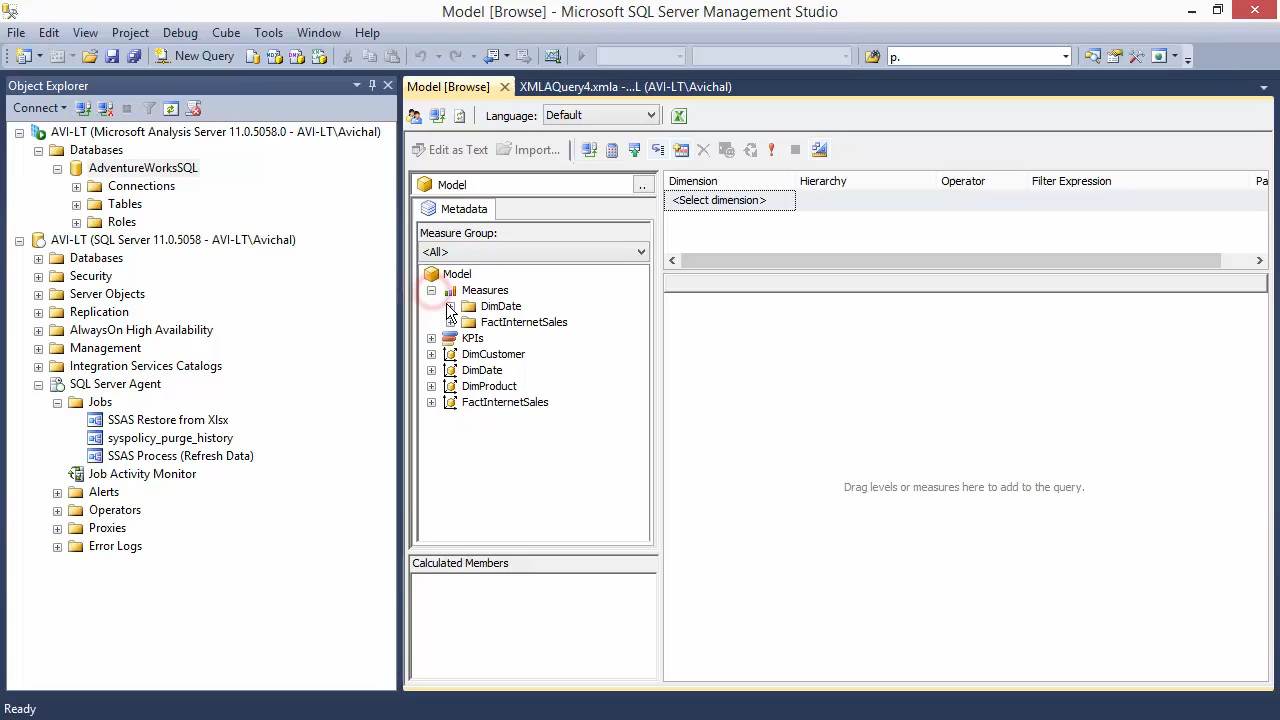 Model [Browse] - Microsoft SQL Server Management Studio
File Edit View Project Debug Cube Tools Window Help
New Query p.
Object Explorer
Connect
AVI-LT (Microsoft Analysis Server 11.0.5058.0 - AVI-LT\Avichal)
Databases
AdventureWorksSQL
Connections
Tables
Roles
AVI-LT (SQL Server 11.0.5058 - AVI-LT\Avichal)
Databases
Security
Server Objects
Replication
AlwaysOn High Availability
Management
Integration Services Catalogs
SQL Server Agent
Jobs
SSAS Restore from Xlsx
syspolicy_purge_history
SSAS Process (Refresh Data)
Job Activity Monitor
Alerts
Operators
Proxies
Error Logs
Model [Browse] XMLAQuery4.xmla -...L (AVI-LT\Avichal)
Language: Default
Edit as Text Import...
Model ..
Metadata
Measure Group:
<All>
Model
Measures
DimDate
FactInternetSales
KPIs
DimCustomer
DimDate
DimProduct
FactInternetSales
Calculated Members
Dimension Hierarchy Operator Filter Expression Pa
<Select dimension>
Drag levels or measures here to add to the query.
Ready